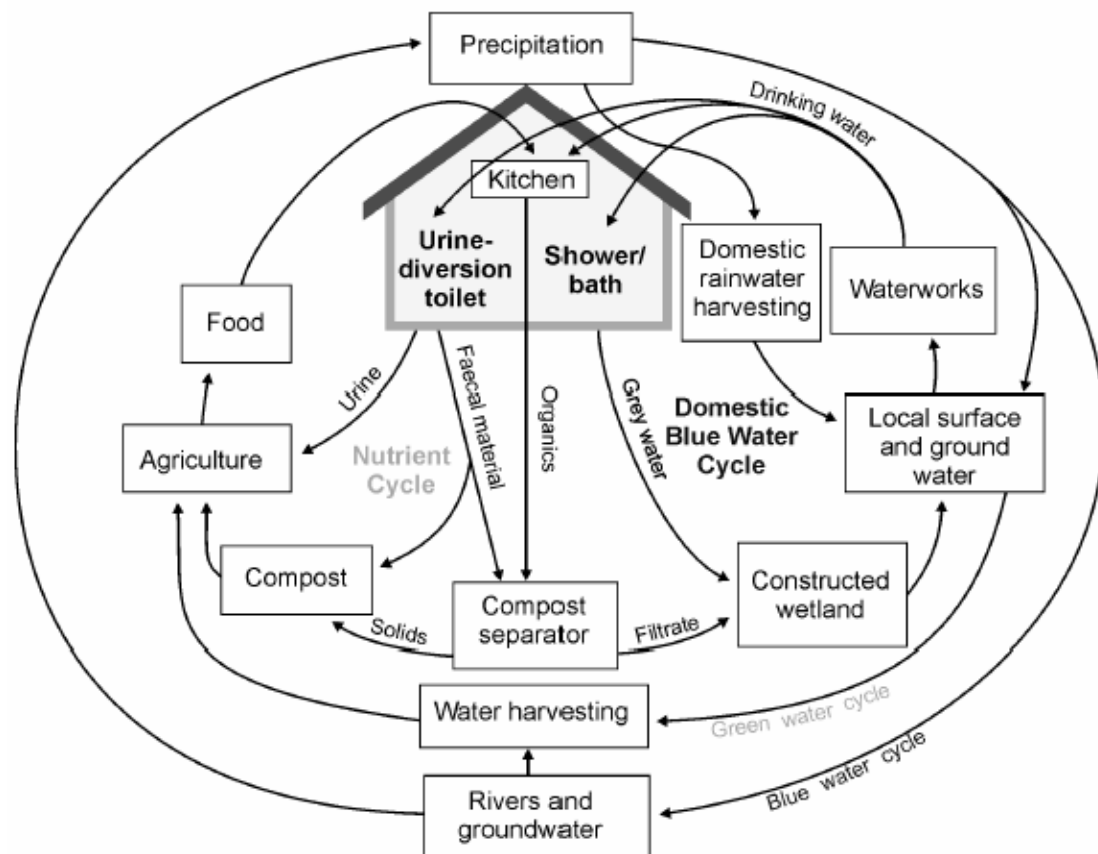 Precipitation
Drinking water
Kitchen
Urine-
diversion
toilet
Shower/
bath
Domestic
rainwater
harvesting
Waterworks
Food
Urine
Faecal material
Organics
Grey water
Domestic
Blue Water
Cycle
Local surface
and ground
water
Agriculture
Nutrient
Cycle
Compost
Solids
Compost
separator
Filtrate
Constructed
wetland
Water harvesting
Green water cycle
Blue water cycle
Rivers and
groundwater